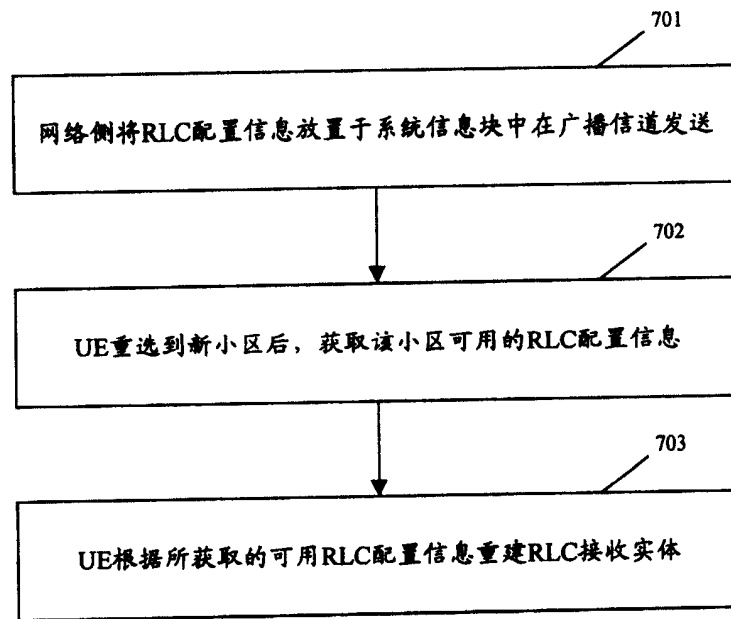 701
网络侧将RLC配置信息放置于系统信息块中在广播信道发送
702
UE重选到新小区后，获取该小区可用的RLC配置信息
703
UE根据所获取的可用RLC配置信息重建RLC接收实体